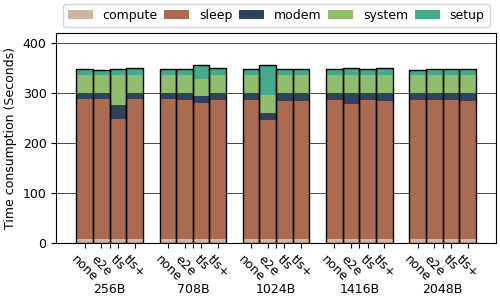 compute sleep modem system setup
Time consumption (Seconds)
400
300
200
100
0
none e2e tls tls+ none e2e tls tls+ none e2e tls tls+ none e2e tls tls+ none e2e tls tls+
256B 708B 1024B 1416B 2048B